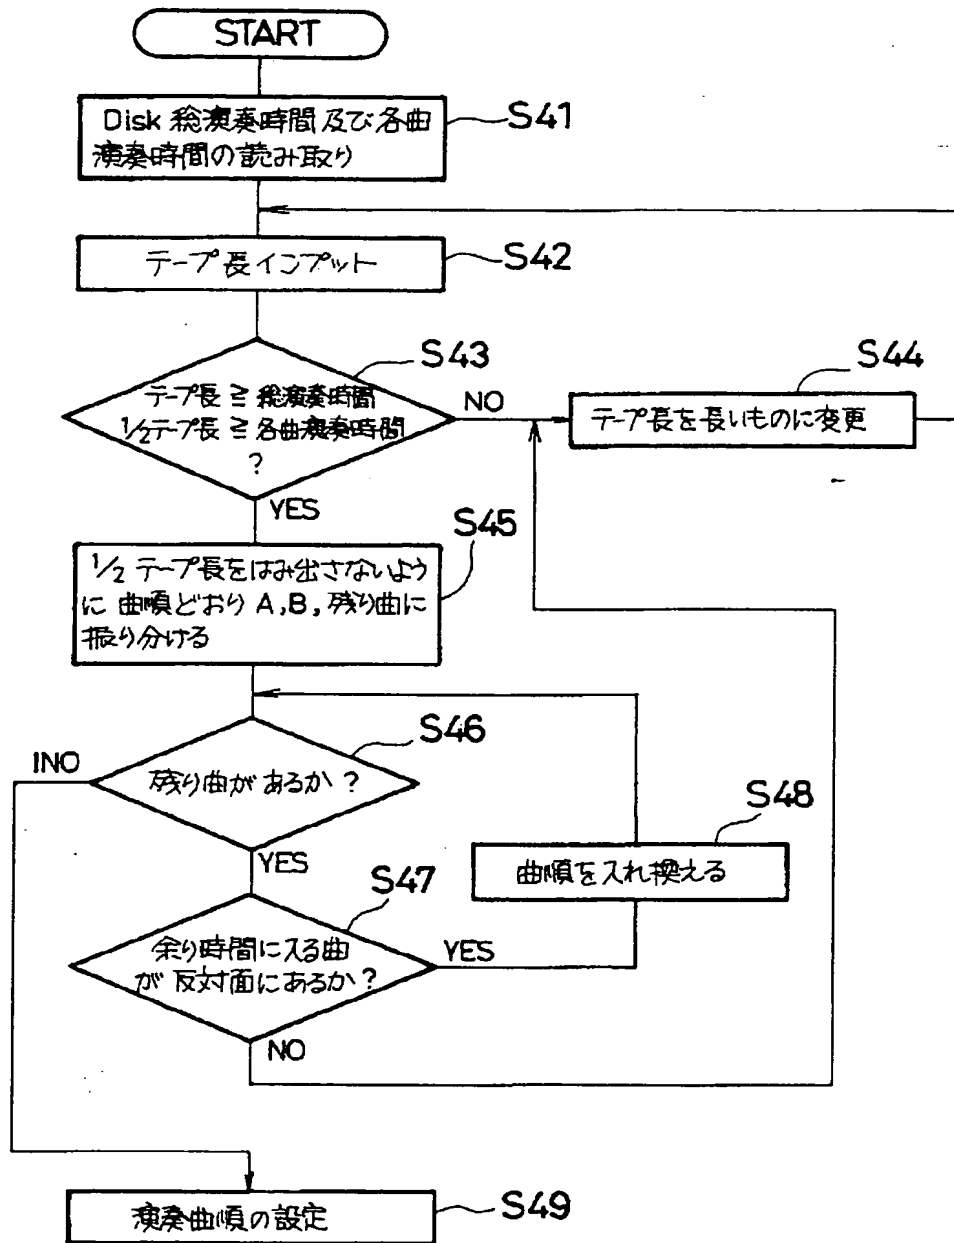 START
Disk 総演奏時間及び各曲
演奏時間の読み取り
S41
テープ長インプット
S42
テープ長 ≧ 総演奏時間
1/2テープ長 ≧ 各曲演奏時間
?
S43
NO
YES
テープ長を長いものに変更
S44
1/2 テープ長をはみ出さないよう
に 曲順どおり A,B,残り曲に
振り分ける
S45
残り曲があるか?
S46
INO
YES
余り時間に入る曲
が 反対面にあるか?
S47
YES
NO
曲順を入れ換える
S48
演奏曲順の設定
S49